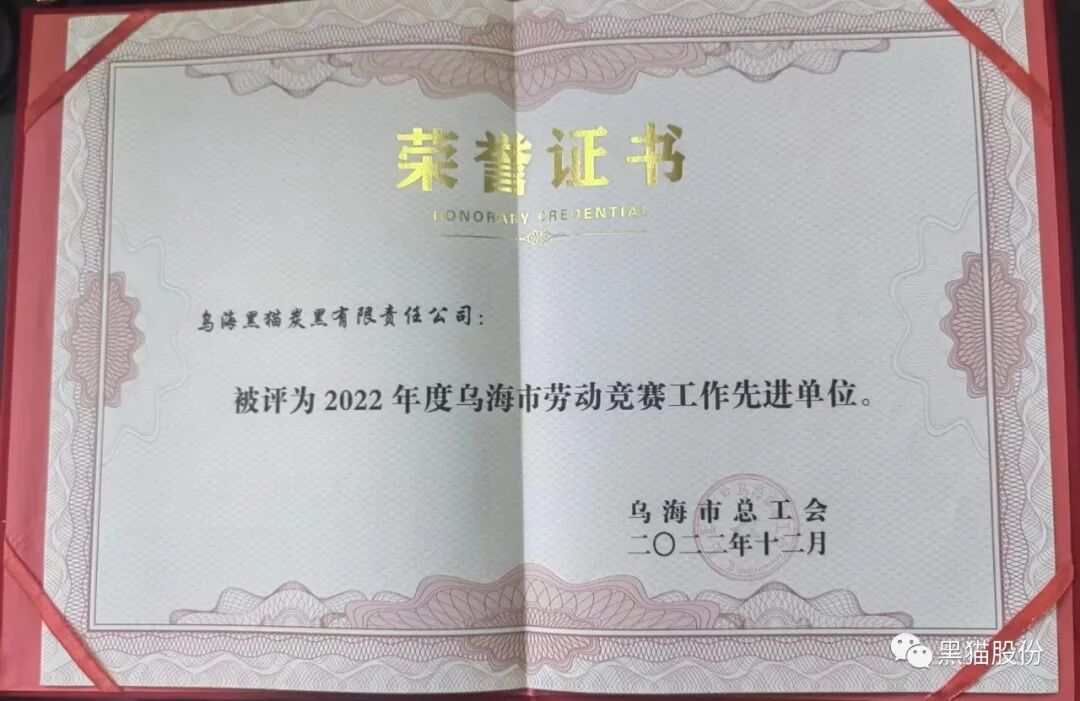 荣誉证书
HONORARY CREDENTIAL
乌海黑猫炭黑有限责任公司：
被评为2022年度乌海市劳动竞赛工作先进单位。
乌海市总工会
二〇二二年十二月
黑猫股份